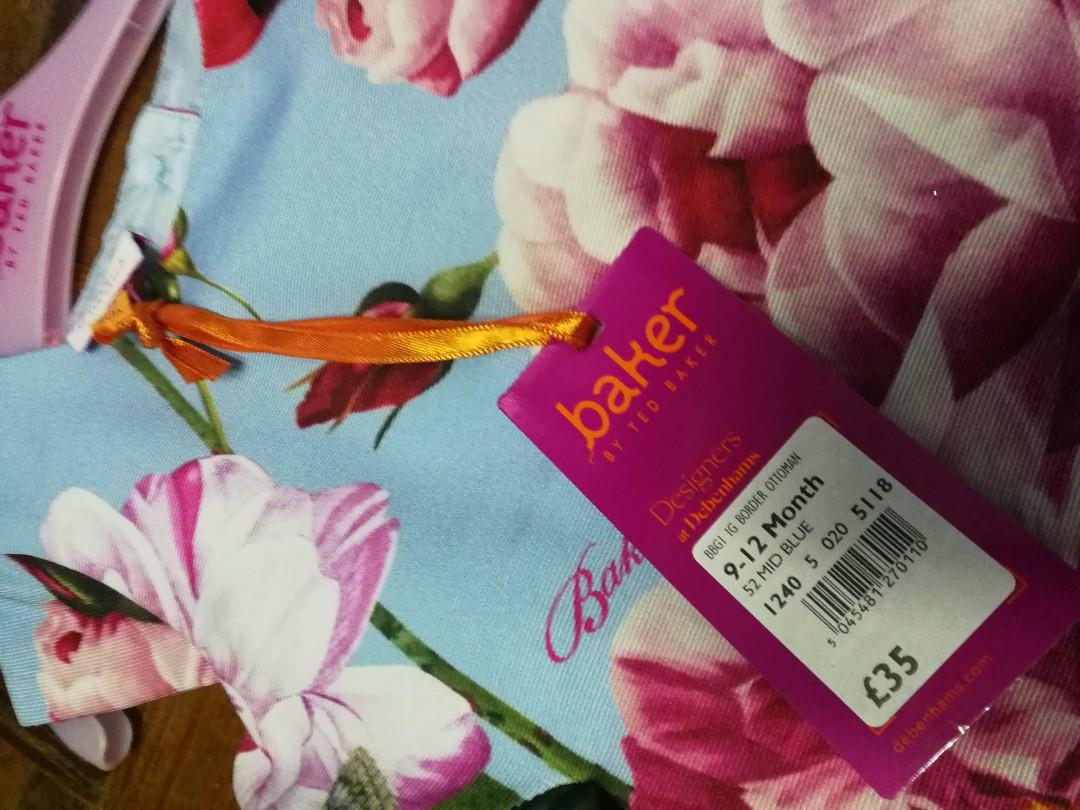 baker
BY TED BAKER
baker
BY TED BAKER
Designers
at Debenhams
BBG1 IG BORDER OTTOMAN
9-12 Month
52 MID BLUE
1240 5 020 5118
5 045481 270110
£35
debenhams.com
Bak